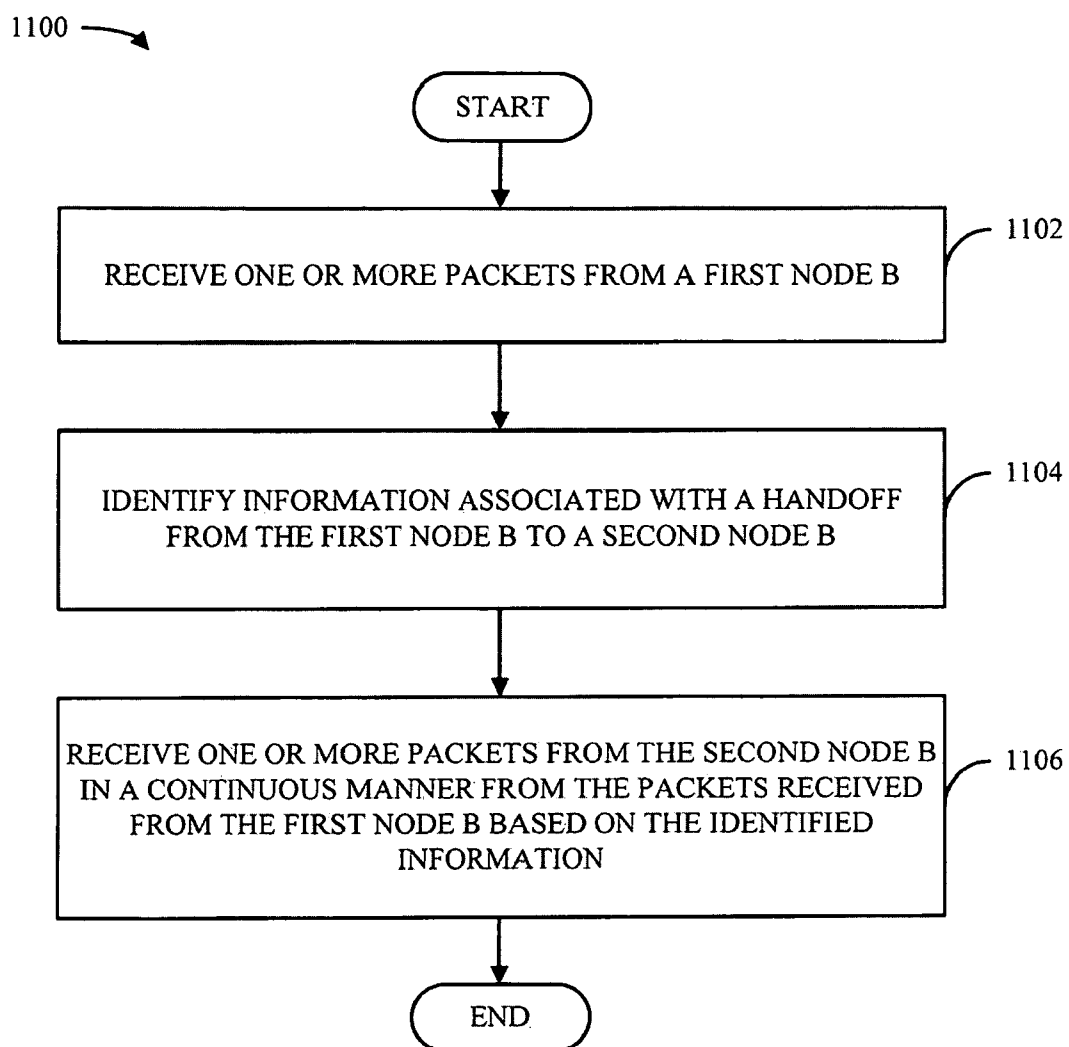 1100
START
RECEIVE ONE OR MORE PACKETS FROM A FIRST NODE B
1102
IDENTIFY INFORMATION ASSOCIATED WITH A HANDOFF
FROM THE FIRST NODE B TO A SECOND NODE B
1104
RECEIVE ONE OR MORE PACKETS FROM THE SECOND NODE B
IN A CONTINUOUS MANNER FROM THE PACKETS RECEIVED
FROM THE FIRST NODE B BASED ON THE IDENTIFIED
INFORMATION
1106
END